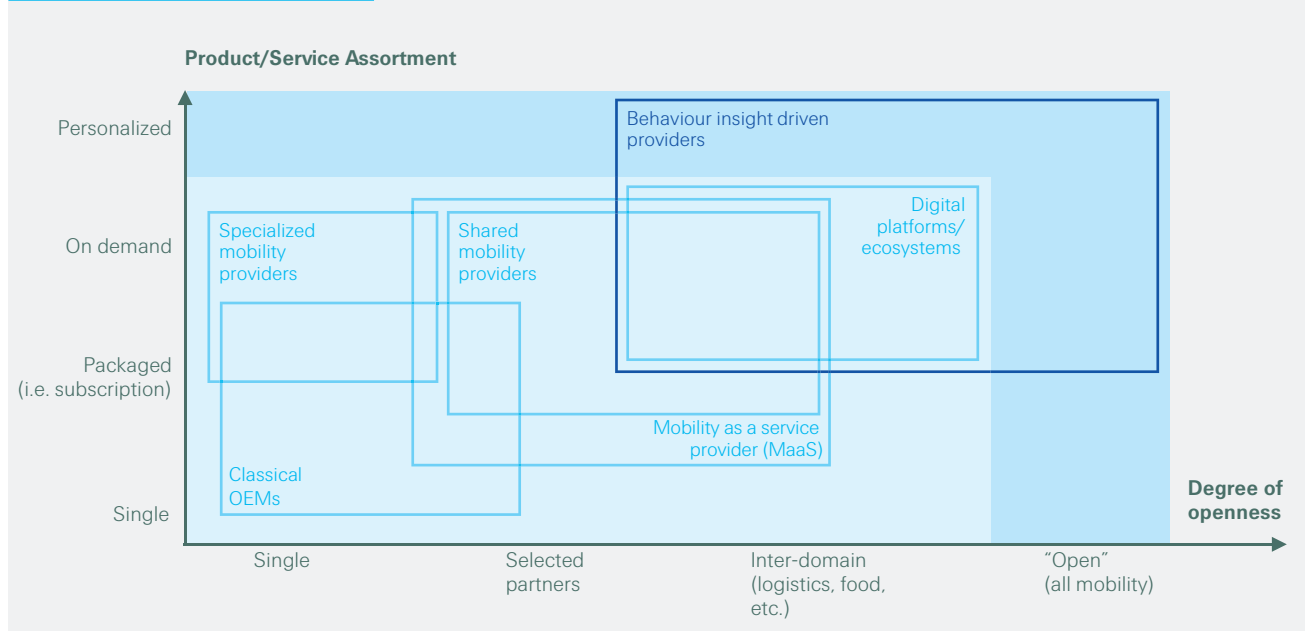 Product/Service Assortment
Personalized
On demand
Packaged
(i.e. subscription)
Single
Behaviour insight driven
providers
Digital
platforms/
ecosystems
Specialized
mobility
providers
Shared
mobility
providers
Mobility as a service
provider (MaaS)
Classical
OEMs
Degree of
openness
Single
Selected
partners
Inter-domain
(logistics, food,
etc.)
“Open”
(all mobility)